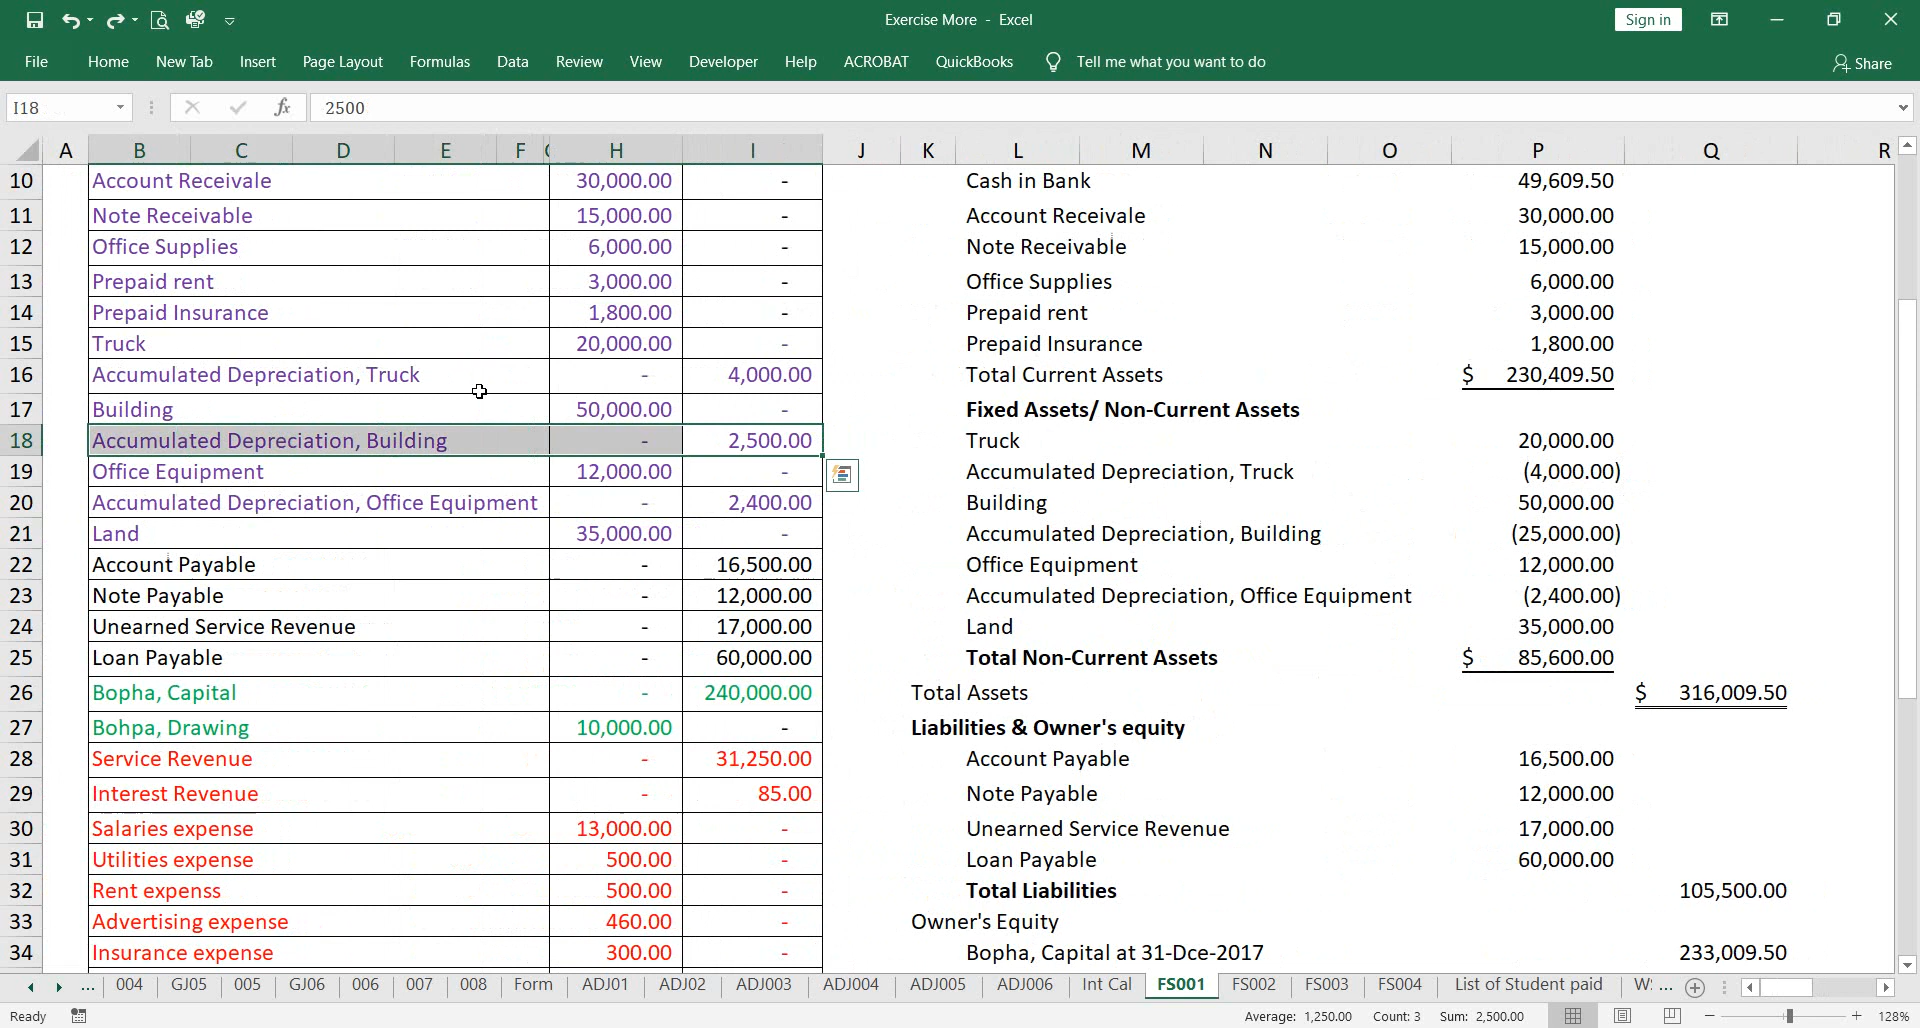 Exercise More - Excel
Sign in
File Home New Tab Insert Page Layout Formulas Data Review View Developer Help ACROBAT QuickBooks Tell me what you want to do Share
I18 fx 2500
A B C D E F H I J K L M N O P Q R
10 Account Receivale 30,000.00 - Cash in Bank 49,609.50
11 Note Receivable 15,000.00 - Account Receivale 30,000.00
12 Office Supplies 6,000.00 - Note Receivable 15,000.00
13 Prepaid rent 3,000.00 - Office Supplies 6,000.00
14 Prepaid Insurance 1,800.00 - Prepaid rent 3,000.00
15 Truck 20,000.00 - Prepaid Insurance 1,800.00
16 Accumulated Depreciation, Truck - 4,000.00 Total Current Assets $ 230,409.50
17 Building 50,000.00 - Fixed Assets/ Non-Current Assets
18 Accumulated Depreciation, Building - 2,500.00 Truck 20,000.00
19 Office Equipment 12,000.00 - Accumulated Depreciation, Truck (4,000.00)
20 Accumulated Depreciation, Office Equipment - 2,400.00 Building 50,000.00
21 Land 35,000.00 - Accumulated Depreciation, Building (25,000.00)
22 Account Payable - 16,500.00 Office Equipment 12,000.00
23 Note Payable - 12,000.00 Accumulated Depreciation, Office Equipment (2,400.00)
24 Unearned Service Revenue - 17,000.00 Land 35,000.00
25 Loan Payable - 60,000.00 Total Non-Current Assets $ 85,600.00
26 Bopha, Capital - 240,000.00 Total Assets $ 316,009.50
27 Bohpa, Drawing 10,000.00 - Liabilities & Owner's equity
28 Service Revenue - 31,250.00 Account Payable 16,500.00
29 Interest Revenue - 85.00 Note Payable 12,000.00
30 Salaries expense 13,000.00 - Unearned Service Revenue 17,000.00
31 Utilities expense 500.00 - Loan Payable 60,000.00
32 Rent expenss 500.00 - Total Liabilities 105,500.00
33 Advertising expense 460.00 - Owner's Equity
34 Insurance expense 300.00 - Bopha, Capital at 31-Dce-2017 233,009.50
... 004 GJ05 005 GJ06 006 007 008 Form ADJ01 ADJ02 ADJ003 ADJ004 ADJ005 ADJ006 Int Cal FS001 FS002 FS003 FS004 List of Student paid W: ...
Ready Average: 1,250.00 Count: 3 Sum: 2,500.00 128%